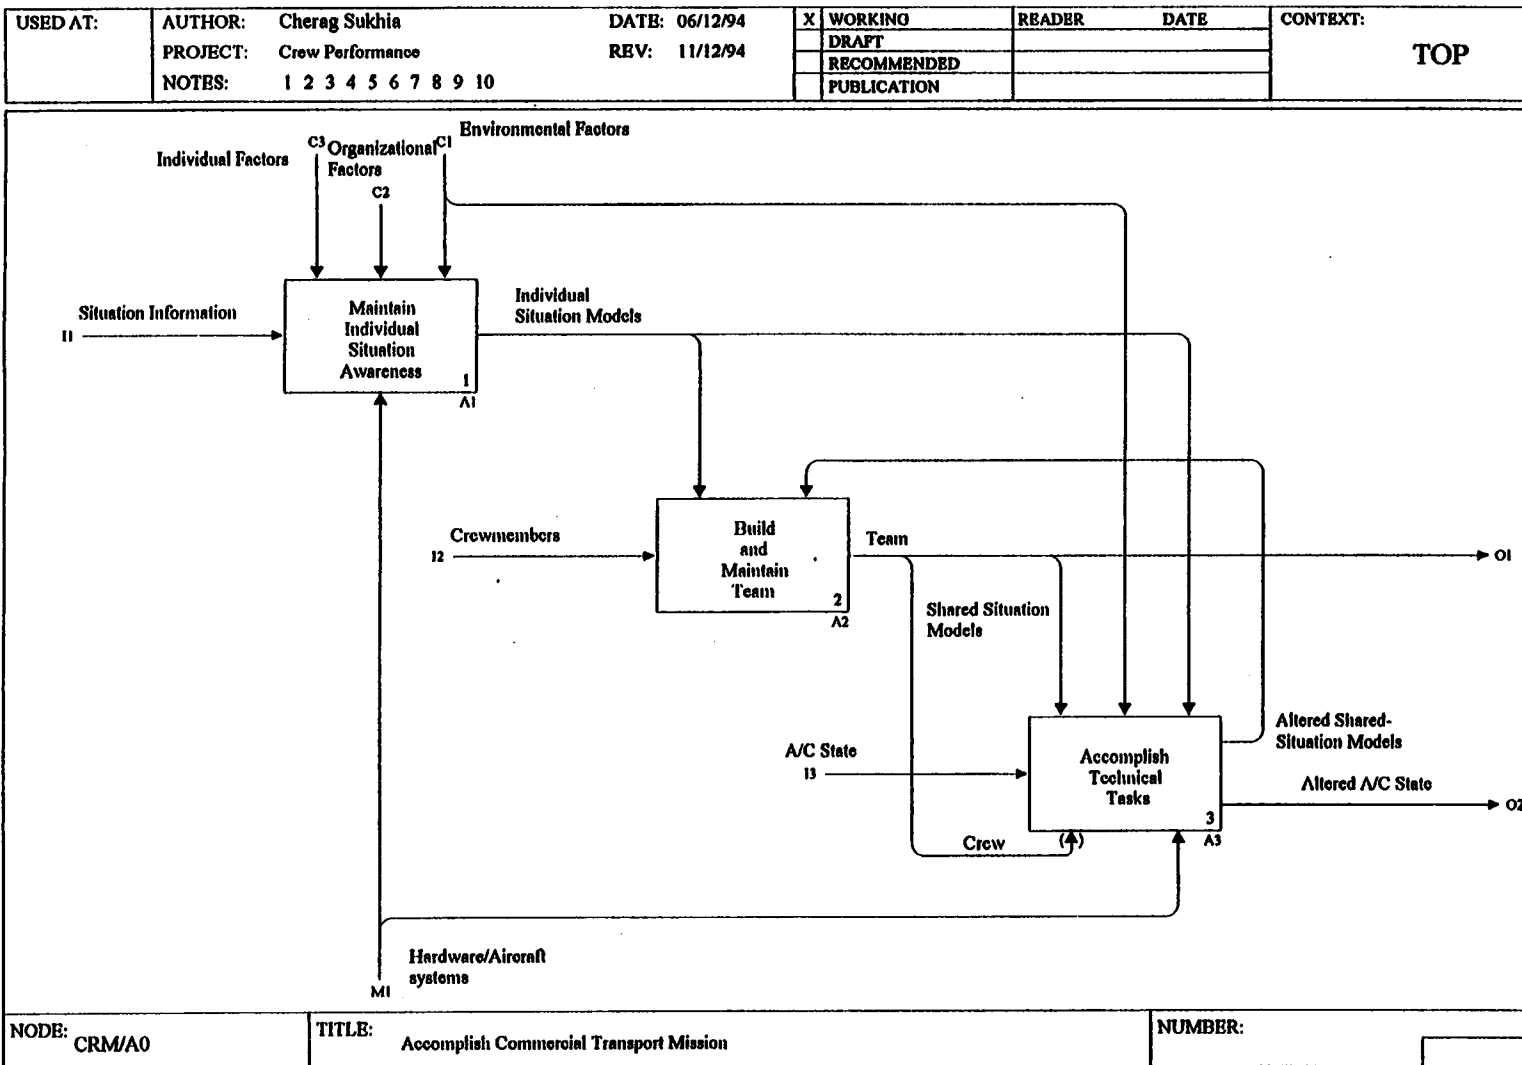 USED AT:
AUTHOR: Cherag Sukhia
DATE: 06/12/94
PROJECT: Crew Performance
REV: 11/12/94
NOTES: 1 2 3 4 5 6 7 8 9 10
X WORKING
DRAFT
RECOMMENDED
PUBLICATION
READER DATE
CONTEXT:
TOP
Individual Factors
C3
Organizational
Factors
C2
C1
Environmental Factors
Situation Information
I1
Maintain
Individual
Situation
Awareness
1
A1
Individual
Situation Models
Crewmembers
I2
Build
and
Maintain
Team
2
A2
Team
O1
Shared Situation
Models
A/C State
I3
Accomplish
Technical
Tasks
3
A3
Altered Shared-
Situation Models
Altered A/C State
O2
Crew
( )
Hardware/Aircraft
systems
M1
NODE: CRM/A0
TITLE: Accomplish Commercial Transport Mission
NUMBER: